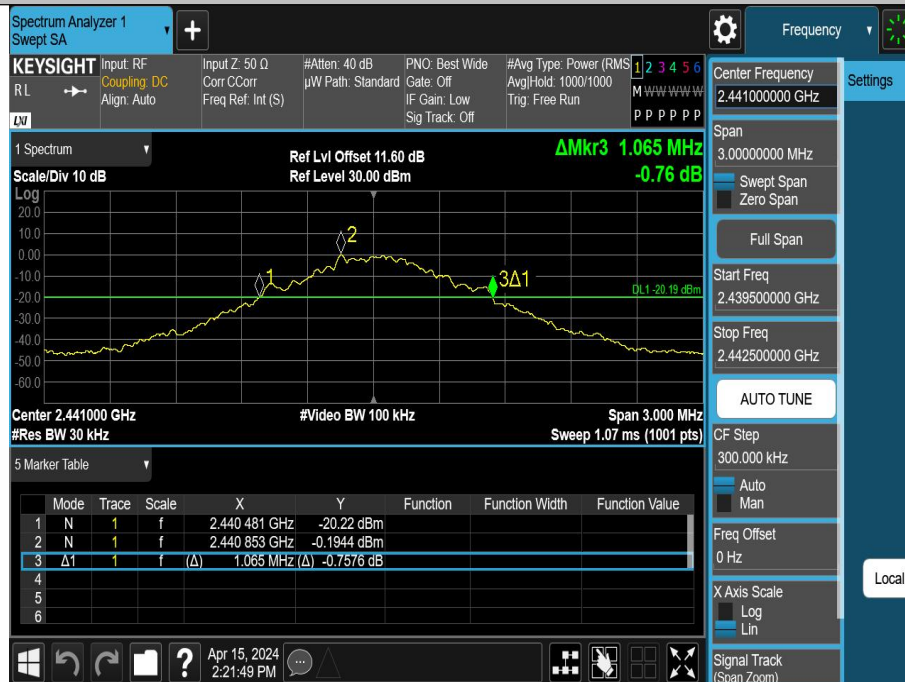 Spectrum Analyzer 1
Swept SA
+
Frequency
KEYSIGHT
RL
LXI
Input: RF
Coupling: DC
Align: Auto
Input Z: 50 Ω
Corr CCorr
Freq Ref: Int (S)
#Atten: 40 dB
µW Path: Standard
PNO: Best Wide
Gate: Off
IF Gain: Low
Sig Track: Off
#Avg Type: Power (RMS
Avg|Hold: 1000/1000
Trig: Free Run
1 2 3 4 5 6
M W W W W W
P P P P P P
Center Frequency
2.441000000 GHz
Settings
Span
3.00000000 MHz
Swept Span
Zero Span
Full Span
Start Freq
2.439500000 GHz
Stop Freq
2.442500000 GHz
AUTO TUNE
CF Step
300.000 kHz
Auto
Man
Freq Offset
0 Hz
Local
X Axis Scale
Log
Lin
Signal Track
(Span Zoom)
1 Spectrum
Scale/Div 10 dB
Ref Lvl Offset 11.60 dB
Ref Level 30.00 dBm
ΔMkr3 1.065 MHz
-0.76 dB
Log
20.0
10.0
0.00
-10.0
-20.0
-30.0
-40.0
-50.0
-60.0
1
2
3Δ1
DL1 -20.19 dBm
Center 2.441000 GHz
#Video BW 100 kHz
Span 3.000 MHz
#Res BW 30 kHz
Sweep 1.07 ms (1001 pts)
5 Marker Table
Mode Trace Scale X Y Function Function Width Function Value
1 N 1 f 2.440 481 GHz -20.22 dBm
2 N 1 f 2.440 853 GHz -0.1944 dBm
3 Δ1 1 f (Δ) 1.065 MHz (Δ) -0.7576 dB
4
5
6
?
Apr 15, 2024
2:21:49 PM